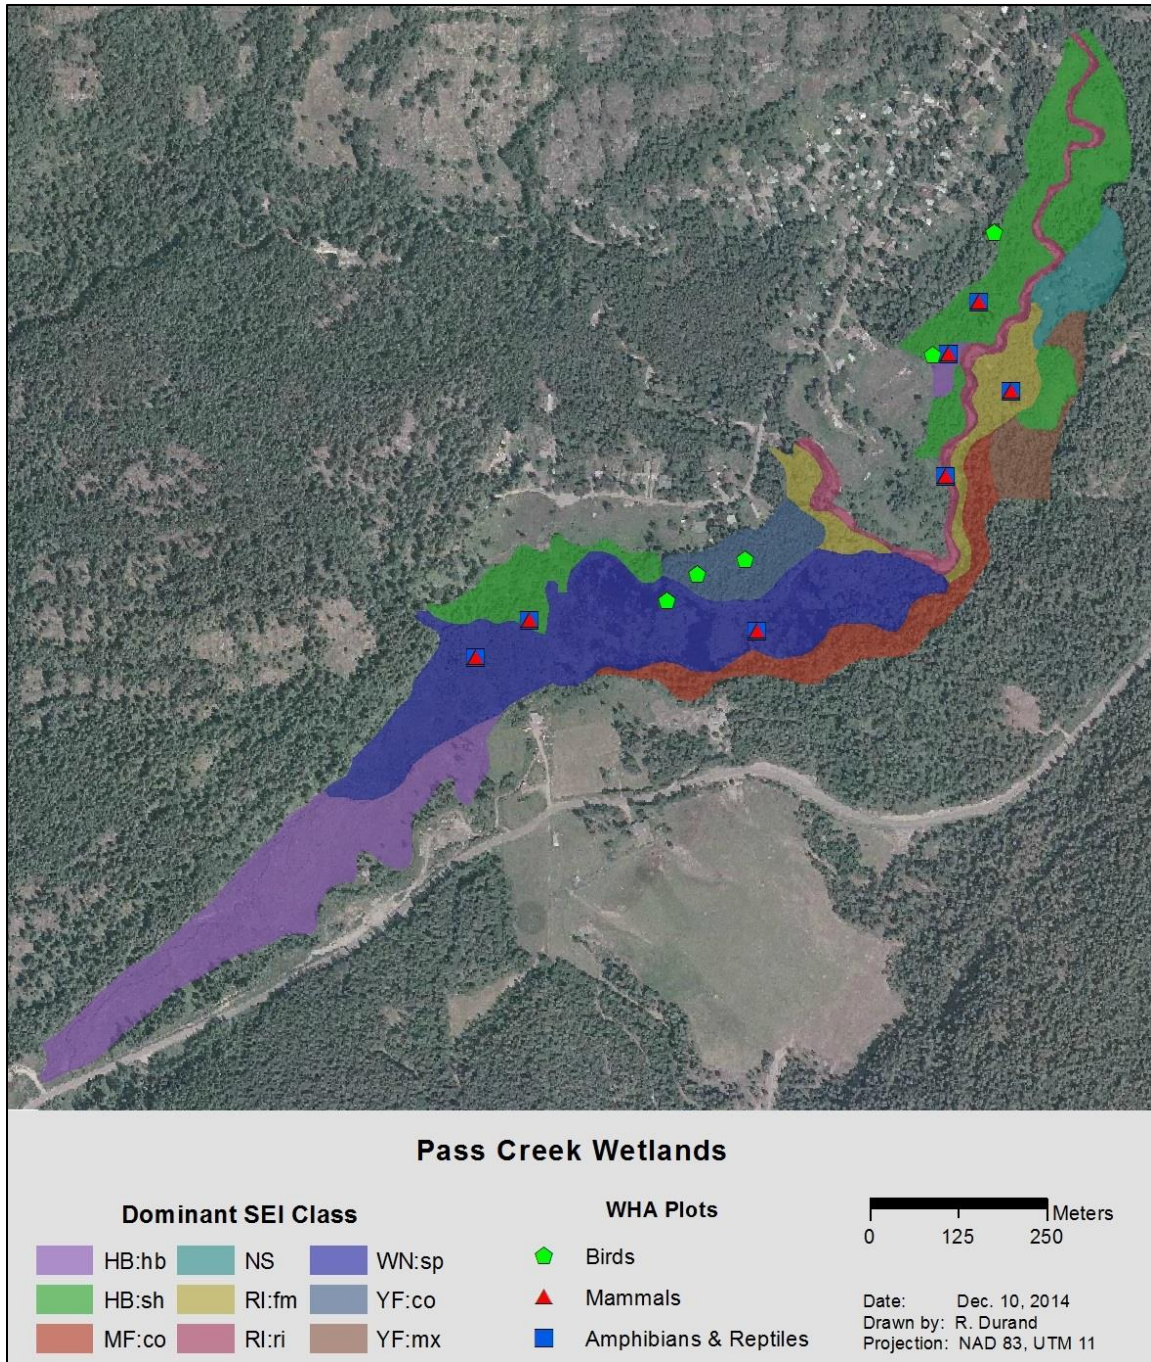 Pass Creek Wetlands
Dominant SEI Class
HB:hb
NS
WN:sp
HB:sh
RI:fm
YF:co
MF:co
RI:ri
YF:mx
WHA Plots
Birds
Mammals
Amphibians & Reptiles
Meters
0 125 250
Date: Dec. 10, 2014
Drawn by: R. Durand
Projection: NAD 83, UTM 11